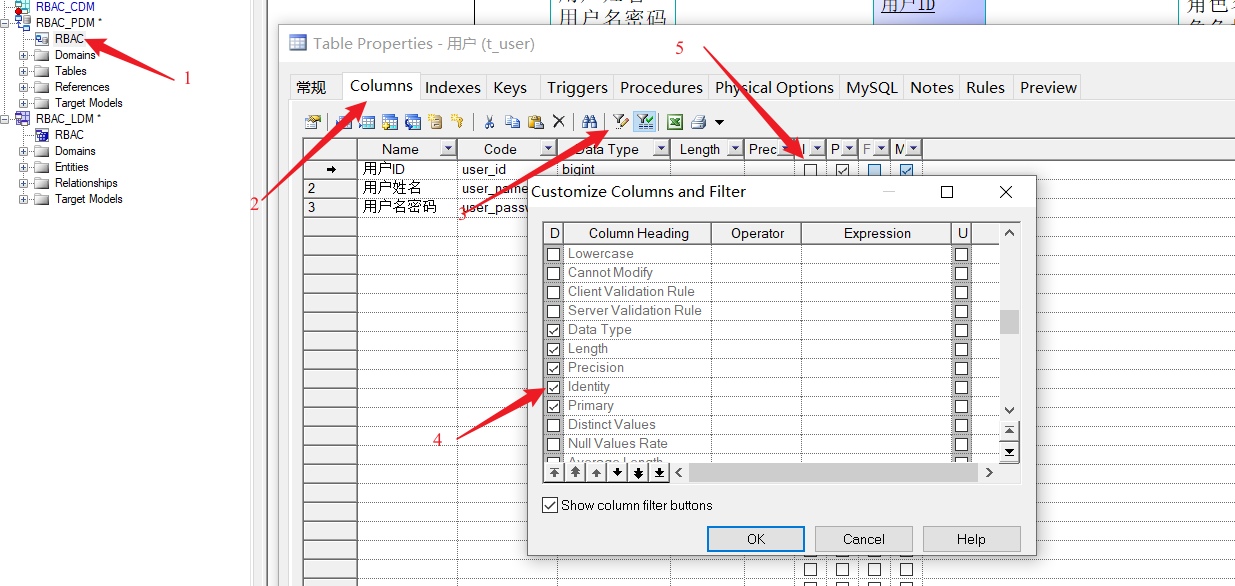 RBAC_CDM
RBAC_PDM *
RBAC
Domains
Tables
References
Target Models
RBAC_LDM *
RBAC
Domains
Entities
Relationships
Target Models
1
2
3
4
5
用户名密码
用户ID
Table Properties - 用户 (t_user)
常规 Columns Indexes Keys Triggers Procedures Physical Options MySQL Notes Rules Preview
Name Code Data Type Length Prec I P F M
用户ID user_id bigint
2 用户姓名 user_name
3 用户名密码
Customize Columns and Filter
D Column Heading Operator Expression U
Lowercase
Cannot Modify
Client Validation Rule
Server Validation Rule
Data Type
Length
Precision
Identity
Primary
Distinct Values
Null Values Rate
Average Length
Show column filter buttons
OK Cancel Help